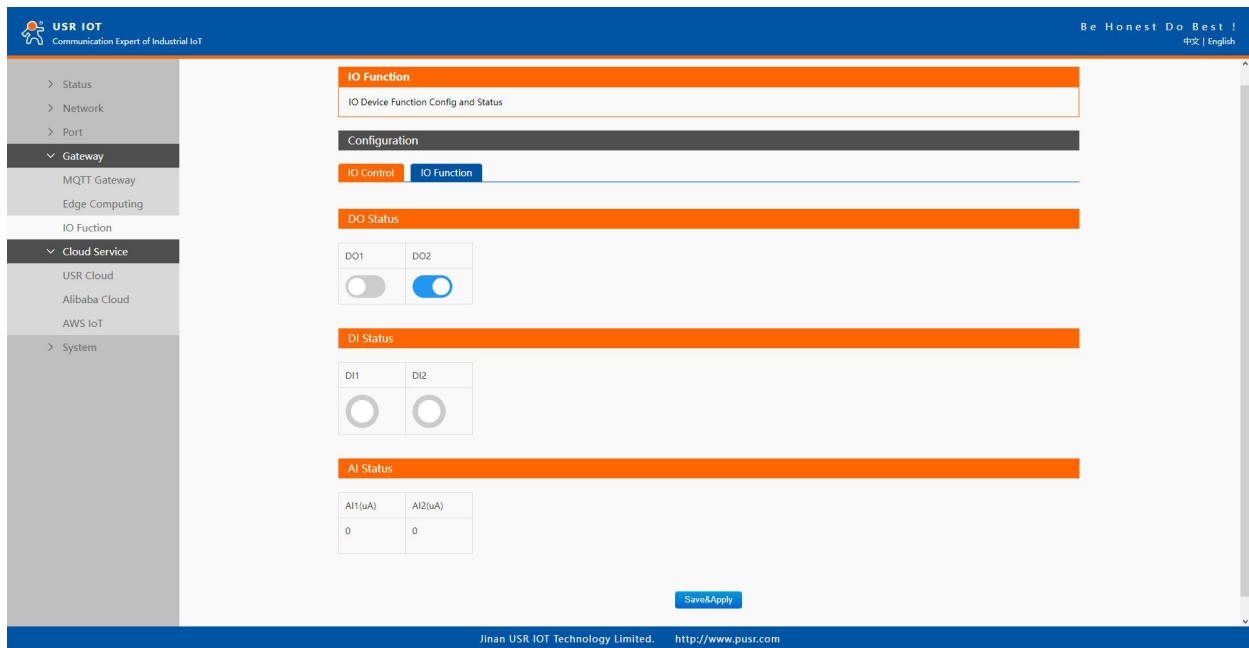 USR IOT
Communication Expert of Industrial IoT
Be Honest Do Best !
中文 | English
Status
Network
Port
Gateway
MQTT Gateway
Edge Computing
IO Fuction
Cloud Service
USR Cloud
Alibaba Cloud
AWS IoT
System
IO Function
IO Device Function Config and Status
Configuration
IO Control IO Function
DO Status
DO1 DO2
DI Status
DI1 DI2
AI Status
AI1(uA) AI2(uA)
0 0
Save&Apply
Jinan USR IOT Technology Limited. http://www.pusr.com